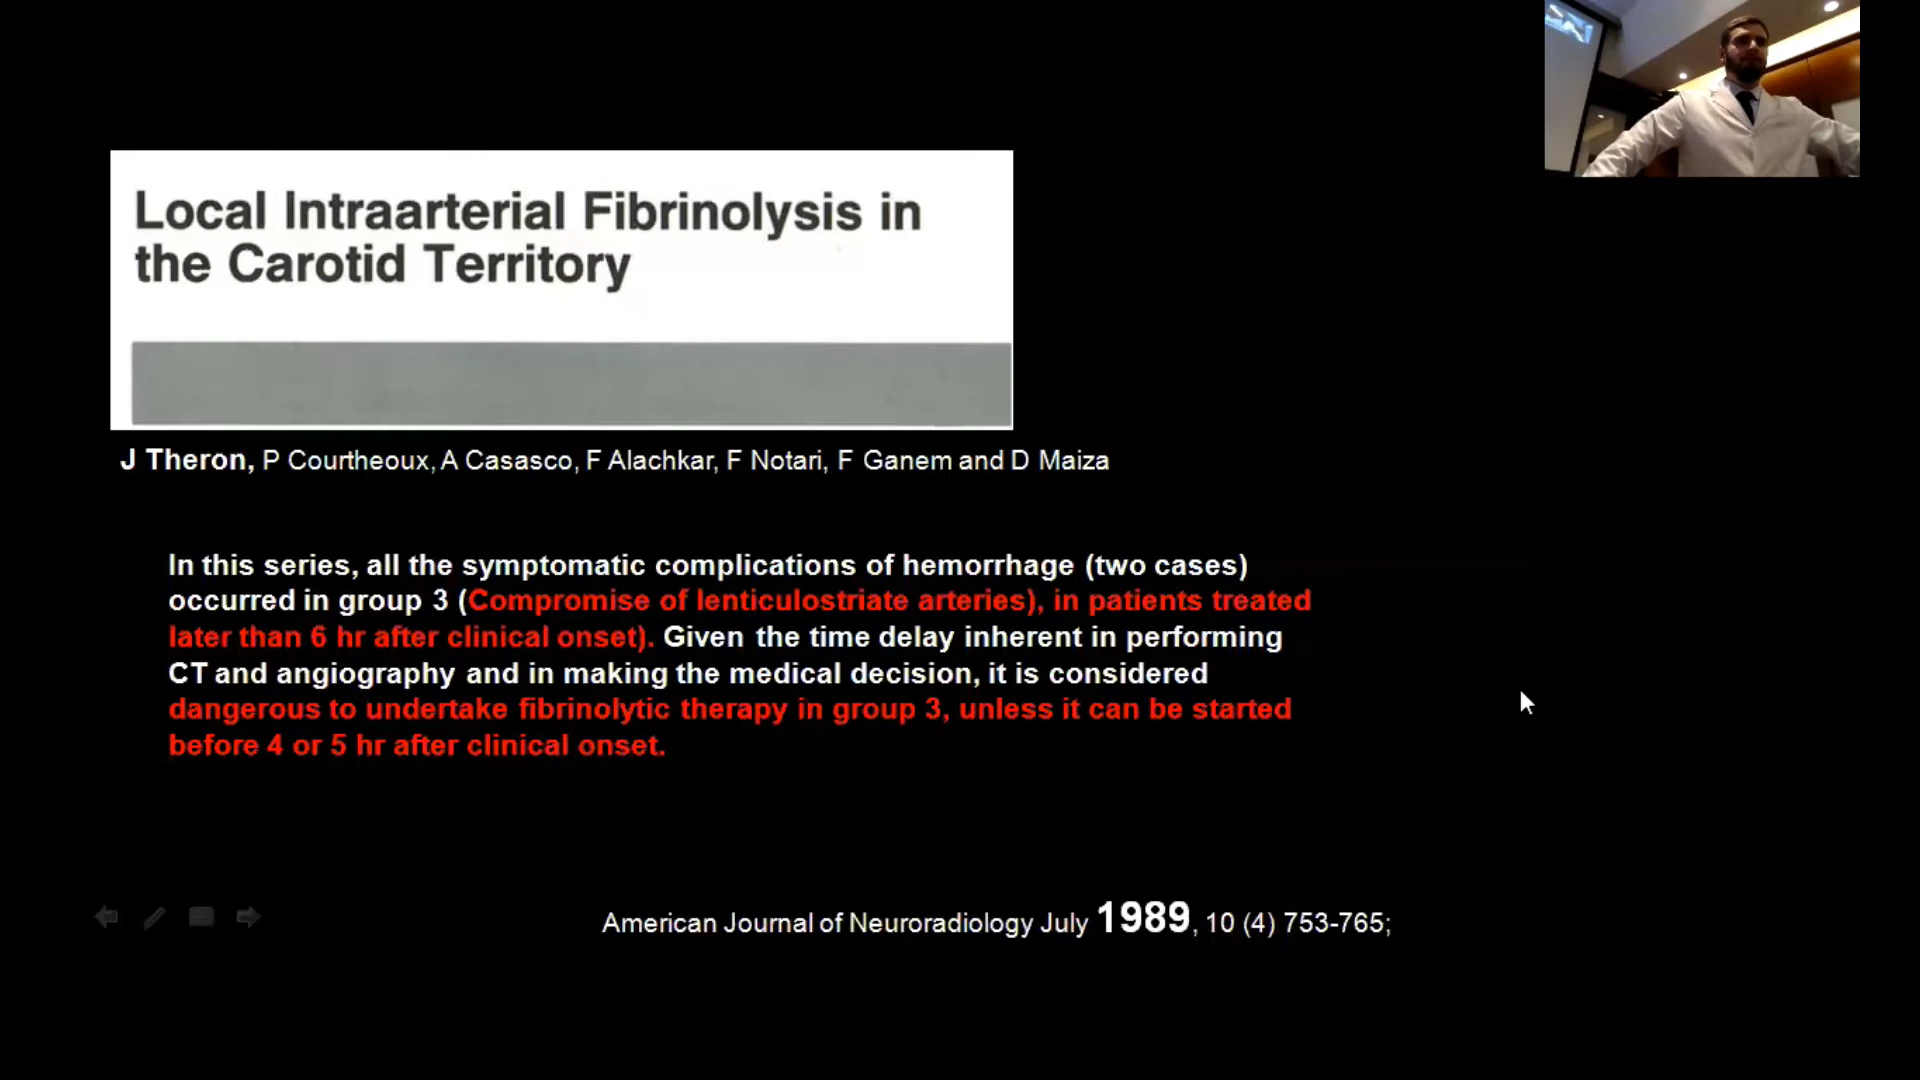 Local Intraarterial Fibrinolysis in
the Carotid Territory
J Theron, P Courtheoux, A Casasco, F Alachkar, F Notari, F Ganem and D Maiza
In this series, all the symptomatic complications of hemorrhage (two cases)
occurred in group 3 (Compromise of lenticulostriate arteries), in patients treated
later than 6 hr after clinical onset). Given the time delay inherent in performing
CT and angiography and in making the medical decision, it is considered
dangerous to undertake fibrinolytic therapy in group 3, unless it can be started
before 4 or 5 hr after clinical onset.
American Journal of Neuroradiology July 1989, 10 (4) 753-765;